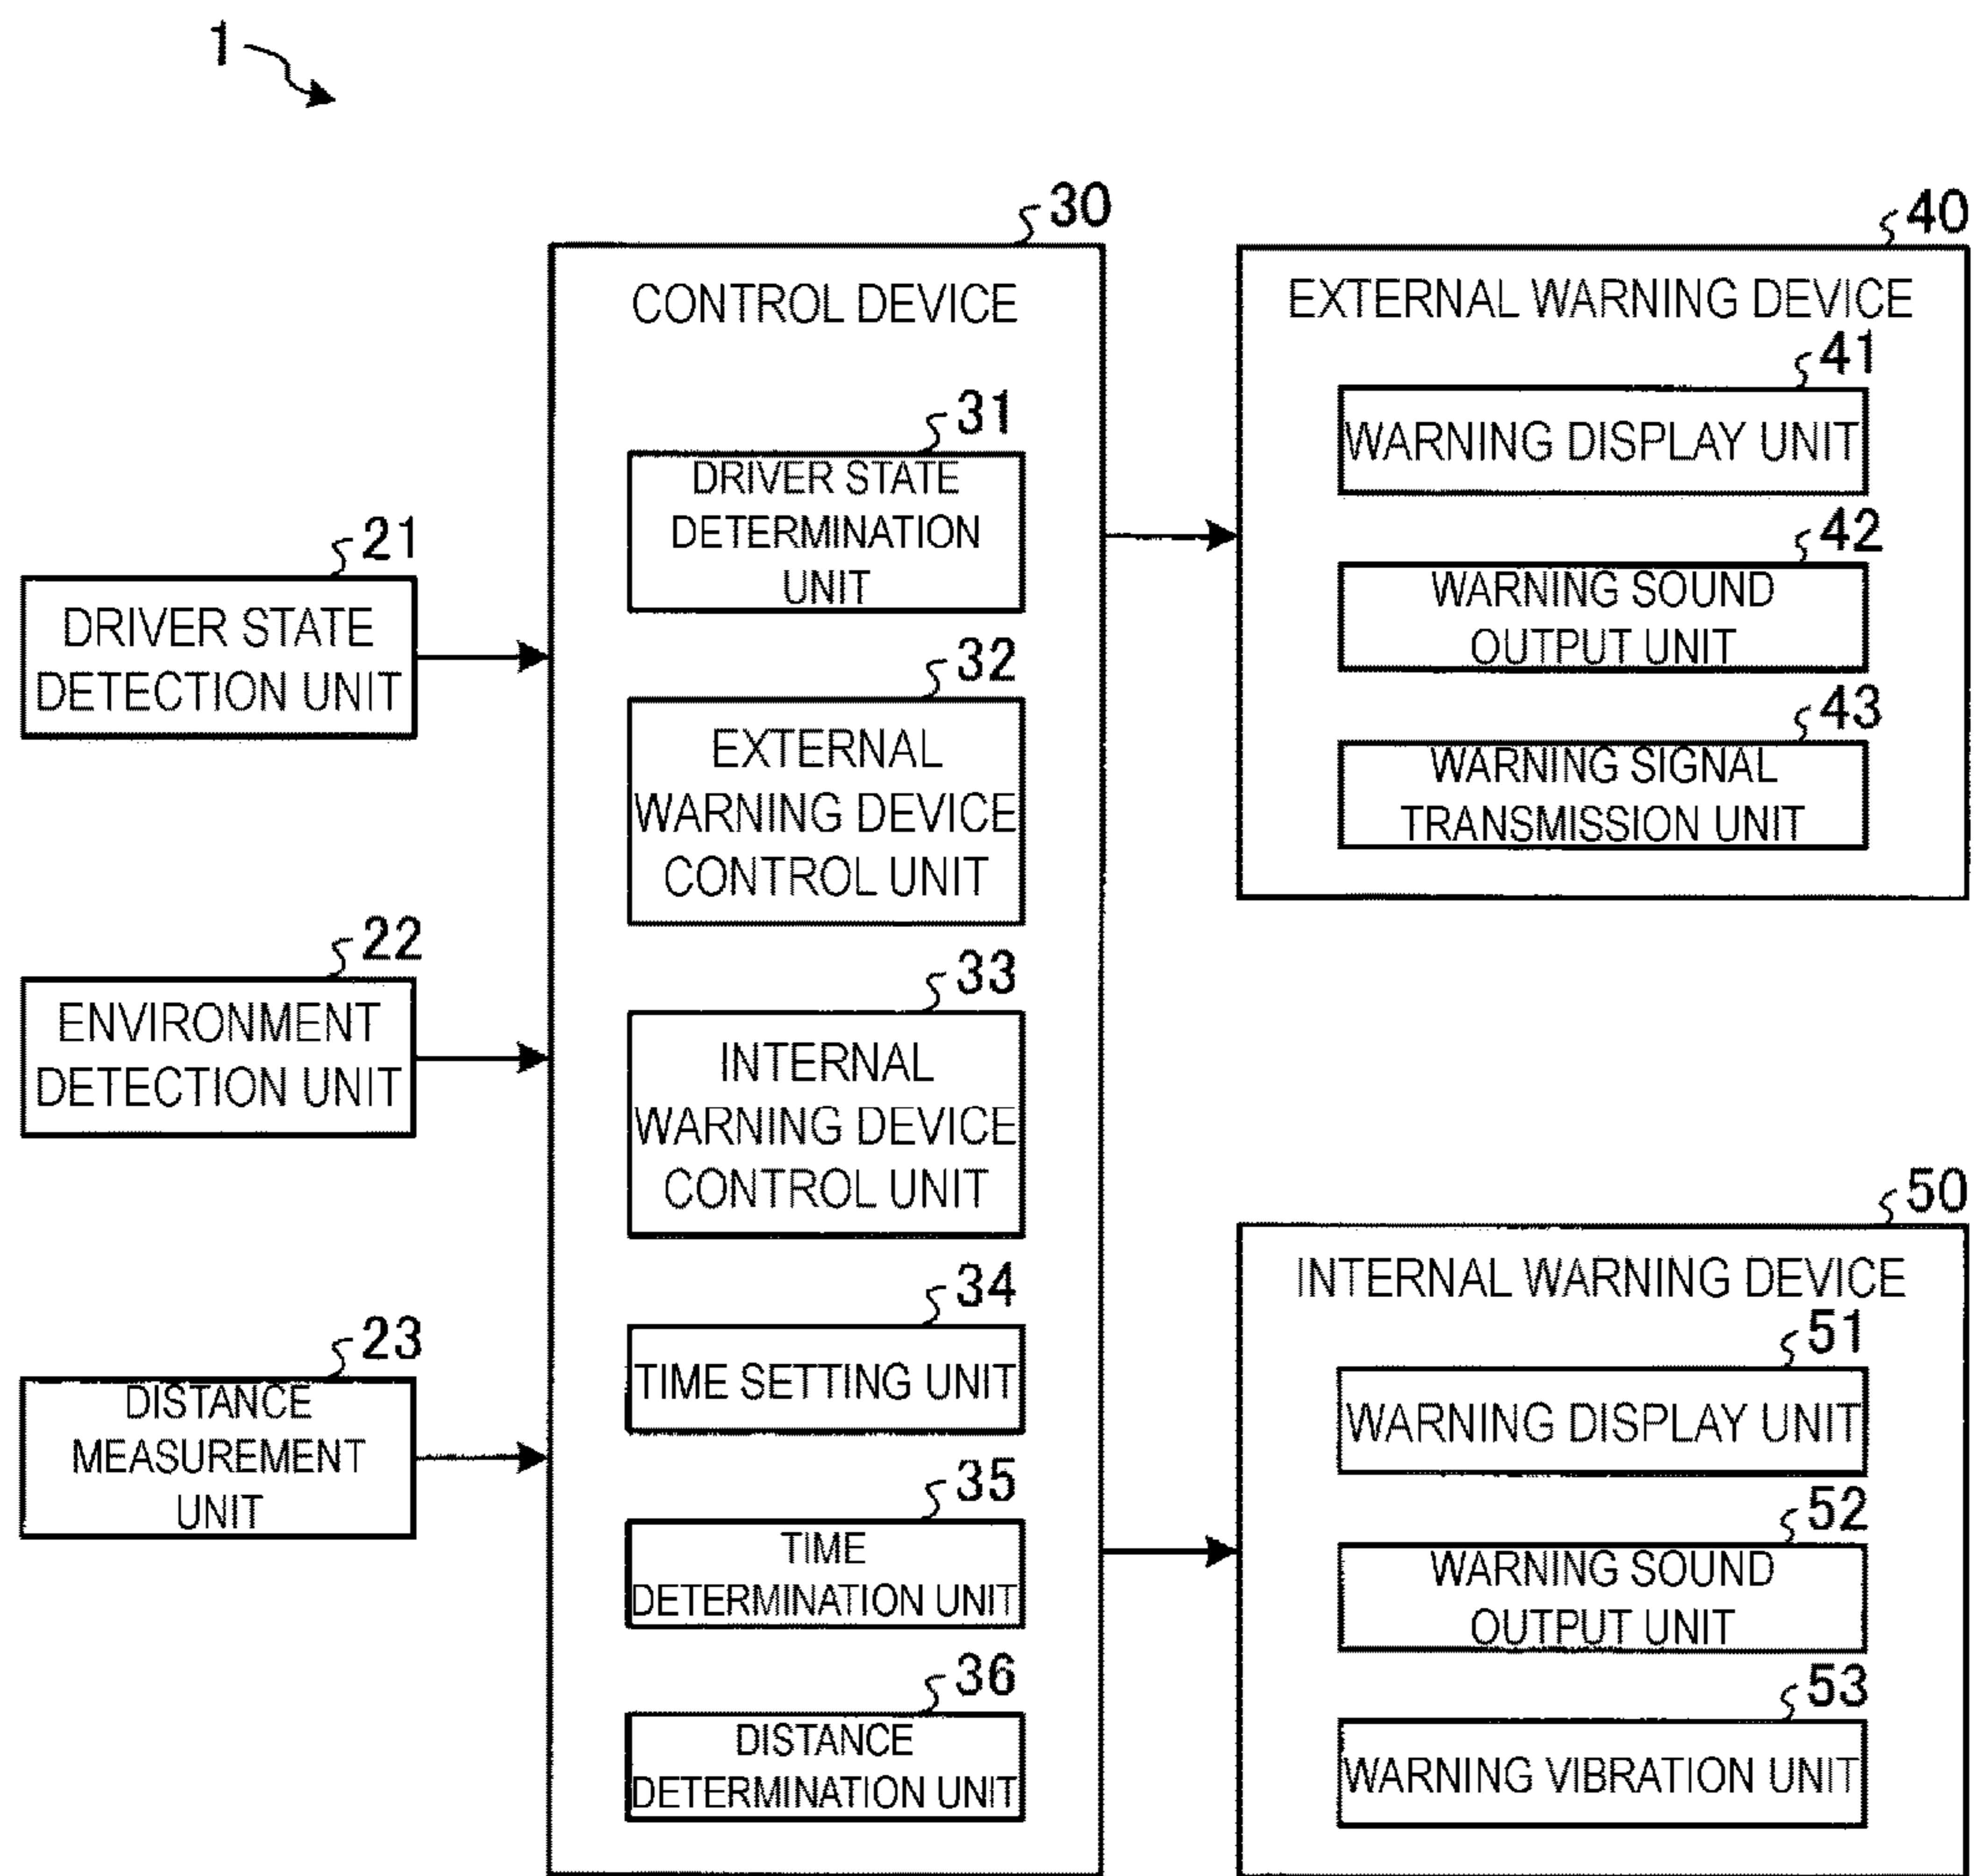 1
21
DRIVER STATE
DETECTION UNIT
22
ENVIRONMENT
DETECTION UNIT
23
DISTANCE
MEASUREMENT
UNIT
30
CONTROL DEVICE
31
DRIVER STATE
DETERMINATION
UNIT
32
EXTERNAL
WARNING DEVICE
CONTROL UNIT
33
INTERNAL
WARNING DEVICE
CONTROL UNIT
34
TIME SETTING UNIT
35
TIME
DETERMINATION UNIT
36
DISTANCE
DETERMINATION UNIT
40
EXTERNAL WARNING DEVICE
41
WARNING DISPLAY UNIT
42
WARNING SOUND
OUTPUT UNIT
43
WARNING SIGNAL
TRANSMISSION UNIT
50
INTERNAL WARNING DEVICE
51
WARNING DISPLAY UNIT
52
WARNING SOUND
OUTPUT UNIT
53
WARNING VIBRATION UNIT